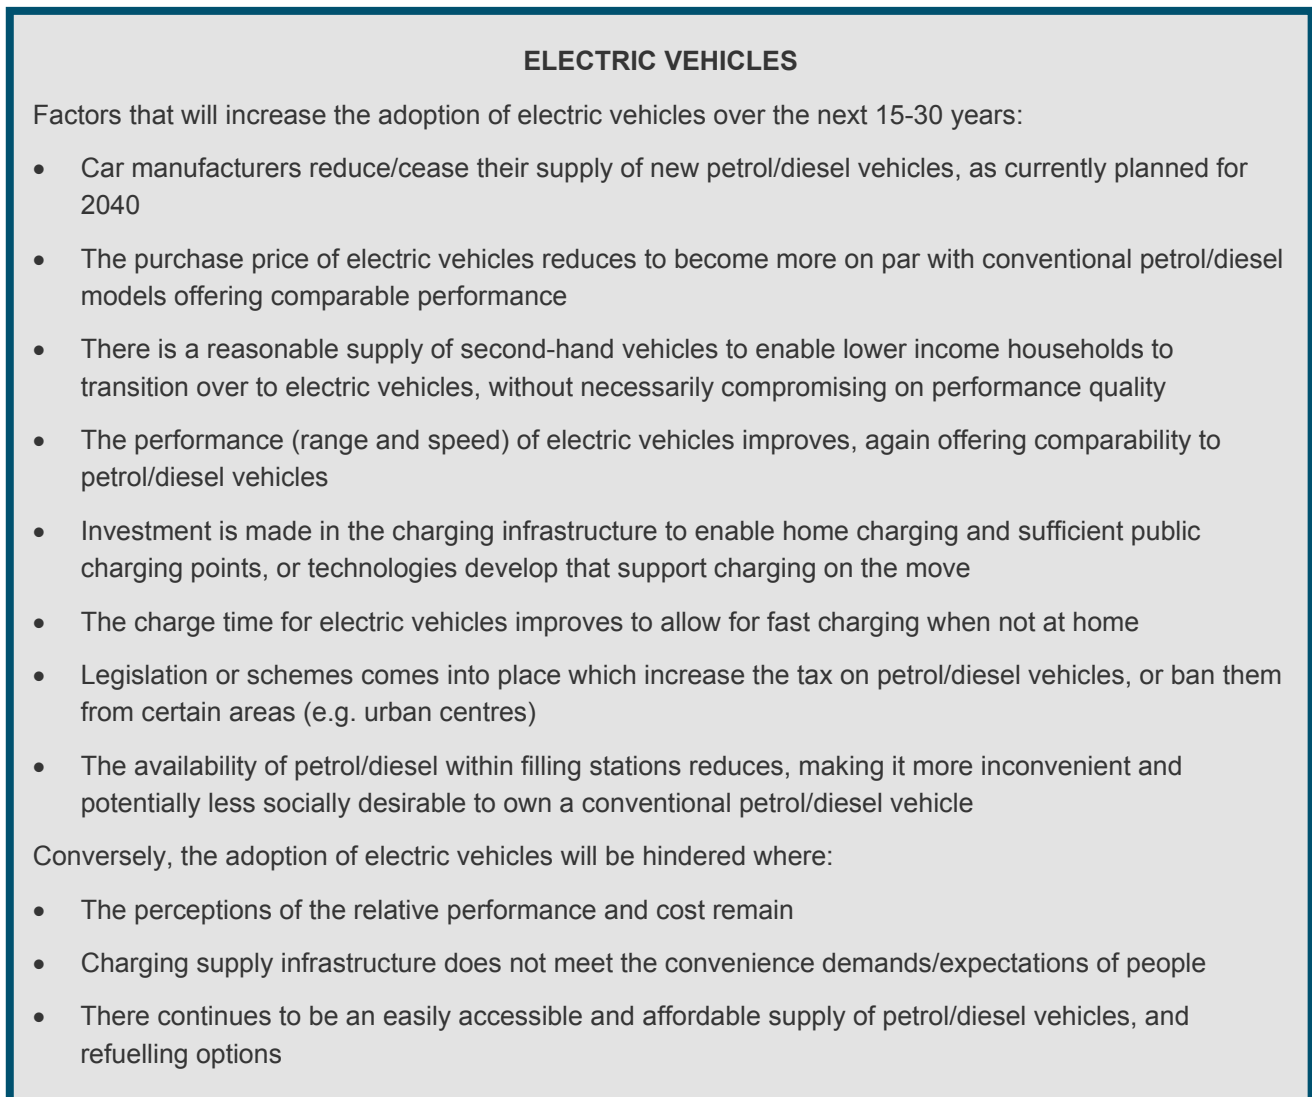 ELECTRIC VEHICLES
Factors that will increase the adoption of electric vehicles over the next 15-30 years:
• Car manufacturers reduce/cease their supply of new petrol/diesel vehicles, as currently planned for
2040
• The purchase price of electric vehicles reduces to become more on par with conventional petrol/diesel
models offering comparable performance
• There is a reasonable supply of second-hand vehicles to enable lower income households to
transition over to electric vehicles, without necessarily compromising on performance quality
• The performance (range and speed) of electric vehicles improves, again offering comparability to
petrol/diesel vehicles
• Investment is made in the charging infrastructure to enable home charging and sufficient public
charging points, or technologies develop that support charging on the move
• The charge time for electric vehicles improves to allow for fast charging when not at home
• Legislation or schemes comes into place which increase the tax on petrol/diesel vehicles, or ban them
from certain areas (e.g. urban centres)
• The availability of petrol/diesel within filling stations reduces, making it more inconvenient and
potentially less socially desirable to own a conventional petrol/diesel vehicle
Conversely, the adoption of electric vehicles will be hindered where:
• The perceptions of the relative performance and cost remain
• Charging supply infrastructure does not meet the convenience demands/expectations of people
• There continues to be an easily accessible and affordable supply of petrol/diesel vehicles, and
refuelling options